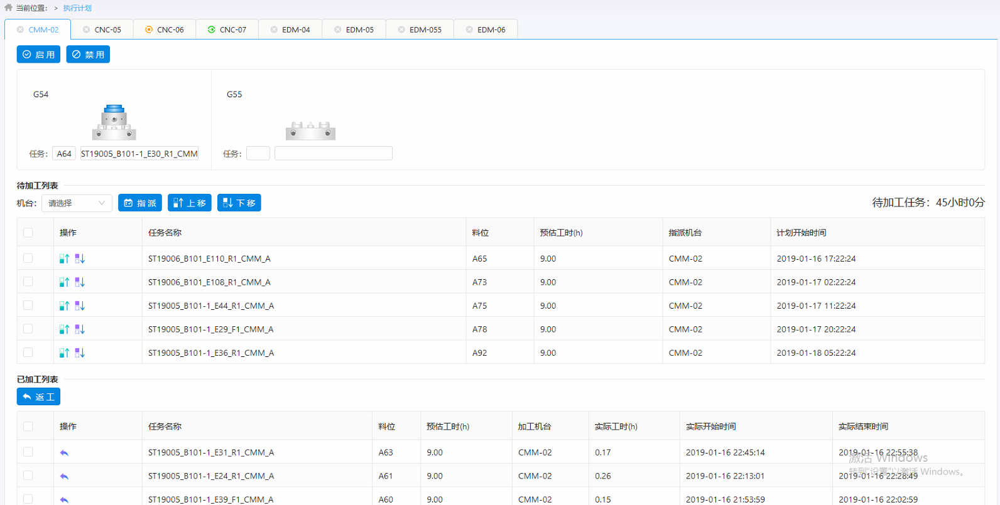 当前位置： > 执行计划
CMM-02 CNC-05 CNC-06 CNC-07 EDM-04 EDM-05 EDM-055 EDM-06
启用 禁用
G54 G55
任务： A64 ST19005_B101-1_E30_R1_CMM 任务：
待加工列表
机台： 请选择 指派 上移 下移 待加工任务：45小时0分
操作 任务名称 料位 预估工时(h) 指派机台 计划开始时间
ST19006_B101_E110_R1_CMM_A A65 9.00 CMM-02 2019-01-16 17:22:24
ST19006_B101_E108_R1_CMM_A A73 9.00 CMM-02 2019-01-17 02:22:24
ST19005_B101-1_E44_R1_CMM_A A75 9.00 CMM-02 2019-01-17 11:22:24
ST19005_B101-1_E29_F1_CMM_A A78 9.00 CMM-02 2019-01-17 20:22:24
ST19005_B101-1_E36_R1_CMM_A A92 9.00 CMM-02 2019-01-18 05:22:24
已加工列表
返工
操作 任务名称 料位 预估工时(h) 加工机台 实际工时(h) 实际开始时间 实际结束时间
ST19005_B101-1_E31_R1_CMM_A A63 9.00 CMM-02 0.17 2019-01-16 22:45:14 2019-01-16 22:55:38
激活 Windows
转到"设置"以激活 Windows。
ST19005_B101-1_E24_R1_CMM_A A61 9.00 CMM-02 0.26 2019-01-16 22:13:01 2019-01-16 22:28:49
ST19005_B101-1_E39_F1_CMM_A A60 9.00 CMM-02 0.15 2019-01-16 21:53:59 2019-01-16 22:02:59